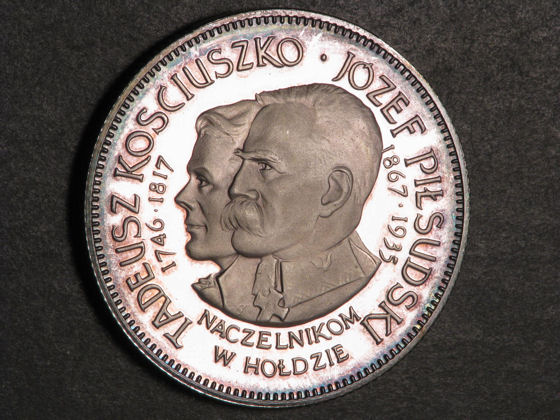 TADEUSZ KOSCIUSZKO · JÓZEF PIŁSUDSKI
1746 · 1817
1867 · 1935
NACZELNIKOM
W HOŁDZIE